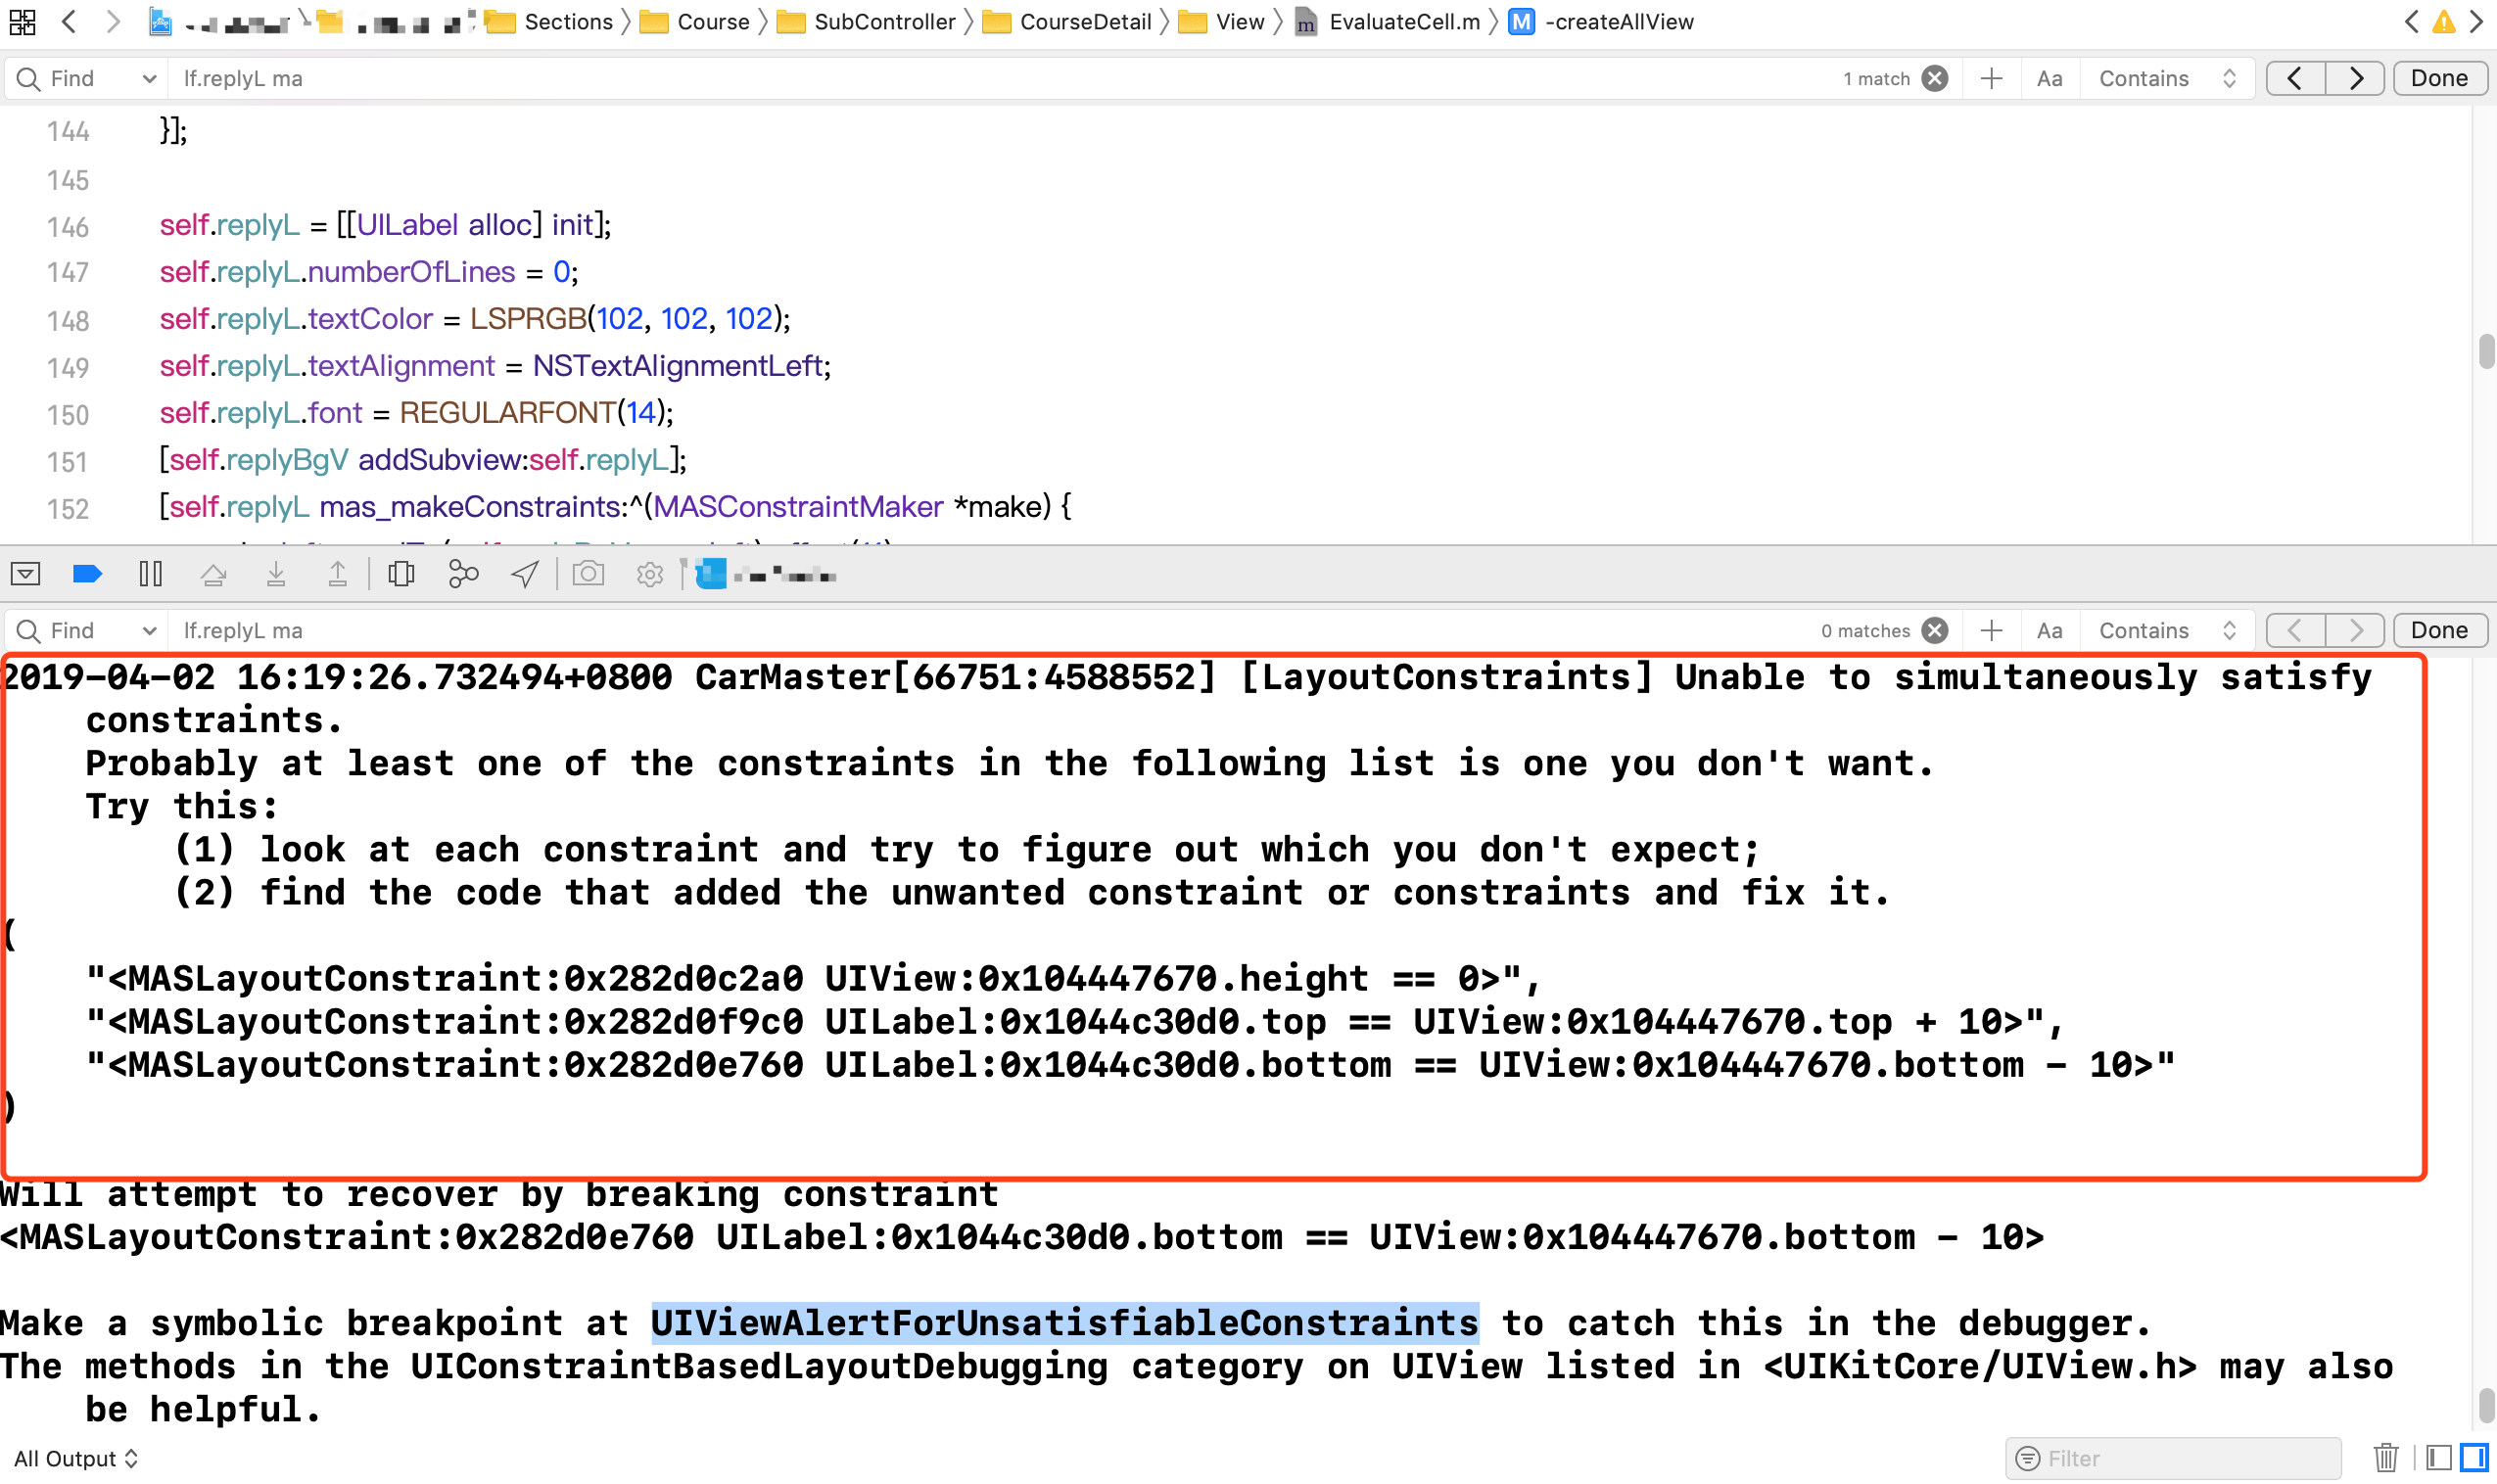 Sections Course SubController CourseDetail View EvaluateCell.m M -createAllView
Find lf.replyL ma 1 match Aa Contains Done
144 }];
145
146 self.replyL = [[UILabel alloc] init];
147 self.replyL.numberOfLines = 0;
148 self.replyL.textColor = LSPRGB(102, 102, 102);
149 self.replyL.textAlignment = NSTextAlignmentLeft;
150 self.replyL.font = REGULARFONT(14);
151 [self.replyBgV addSubview:self.replyL];
152 [self.replyL mas_makeConstraints:^(MASConstraintMaker *make) {
Find lf.replyL ma 0 matches Aa Contains Done
2019-04-02 16:19:26.732494+0800 CarMaster[66751:4588552] [LayoutConstraints] Unable to simultaneously satisfy
constraints.
Probably at least one of the constraints in the following list is one you don't want.
Try this:
(1) look at each constraint and try to figure out which you don't expect;
(2) find the code that added the unwanted constraint or constraints and fix it.
(
"<MASLayoutConstraint:0x282d0c2a0 UIView:0x104447670.height == 0>",
"<MASLayoutConstraint:0x282d0f9c0 UILabel:0x1044c30d0.top == UIView:0x104447670.top + 10>",
"<MASLayoutConstraint:0x282d0e760 UILabel:0x1044c30d0.bottom == UIView:0x104447670.bottom - 10>"
)
Will attempt to recover by breaking constraint
<MASLayoutConstraint:0x282d0e760 UILabel:0x1044c30d0.bottom == UIView:0x104447670.bottom - 10>
Make a symbolic breakpoint at UIViewAlertForUnsatisfiableConstraints to catch this in the debugger.
The methods in the UIConstraintBasedLayoutDebugging category on UIView listed in <UIKitCore/UIView.h> may also
be helpful.
All Output Filter